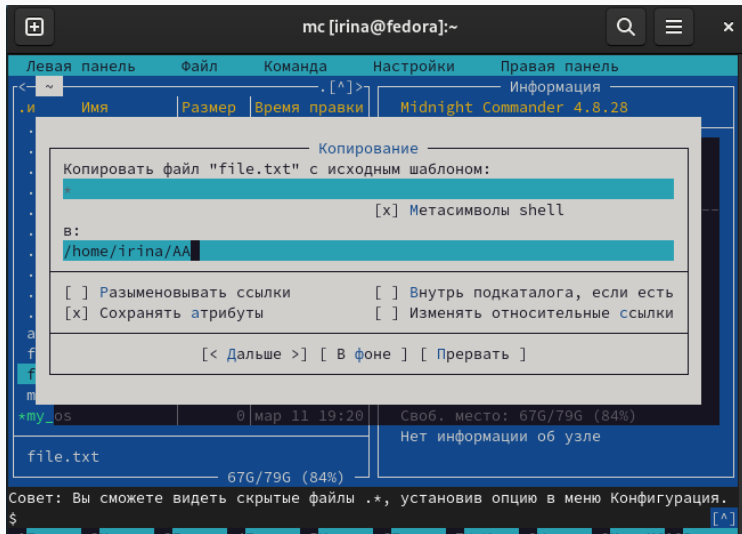 mc [irina@fedora]:~
Левая панель Файл Команда Настройки Правая панель
<— ~ .[^]> Информация
.и Имя Размер Время правки Midnight Commander 4.8.28
Копирование
Копировать файл "file.txt" с исходным шаблоном:
*
[x] Метасимволы shell
в:
/home/irina/AA
[ ] Разыменовывать ссылки [ ] Внутрь подкаталога, если есть
[x] Сохранять атрибуты [ ] Изменять относительные ссылки
[< Дальше >] [ В фоне ] [ Прервать ]
*my_os 0 мар 11 19:20 Своб. место: 67G/79G (84%)
Нет информации об узле
file.txt
67G/79G (84%)
Совет: Вы сможете видеть скрытые файлы .*, установив опцию в меню Конфигурация.
$ [^]